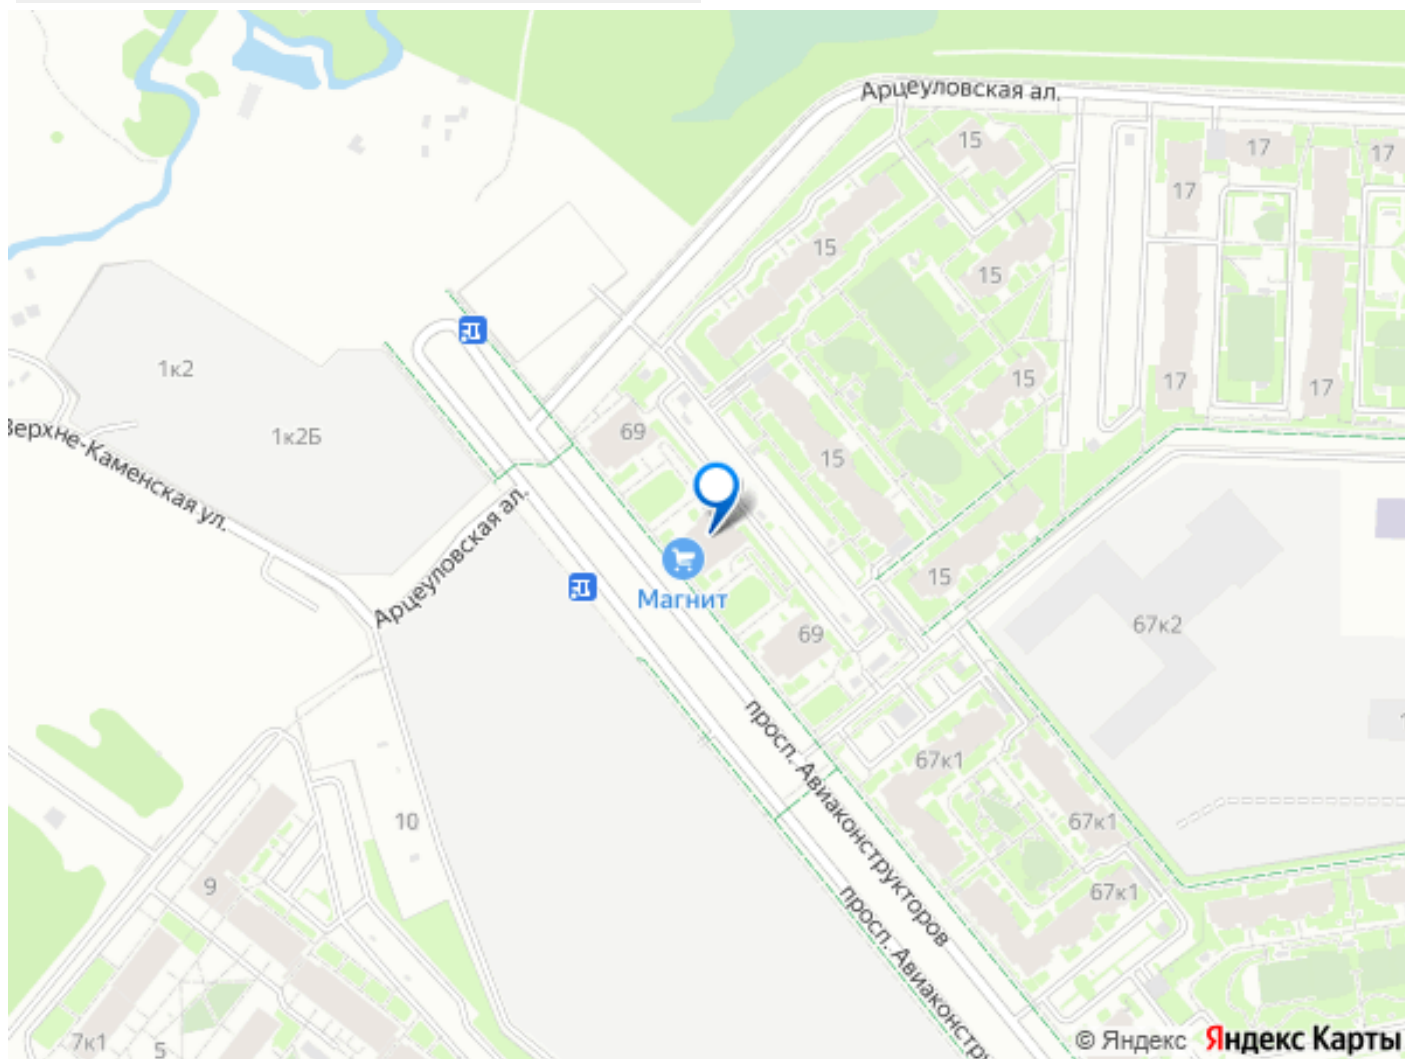 Арцеуловская ал.
15
17
17
17
15
15
1к2
15
17
17
1к2Б
69
15
Верхне-Каменская ул.
Арцеуловская ал.
15
Магнит
67к2
69
просп. Авиаконструкторов
67к1
10
67к1
9
67к1
просп. Авиаконстру
7к1
5
© Яндекс Яндекс Карты